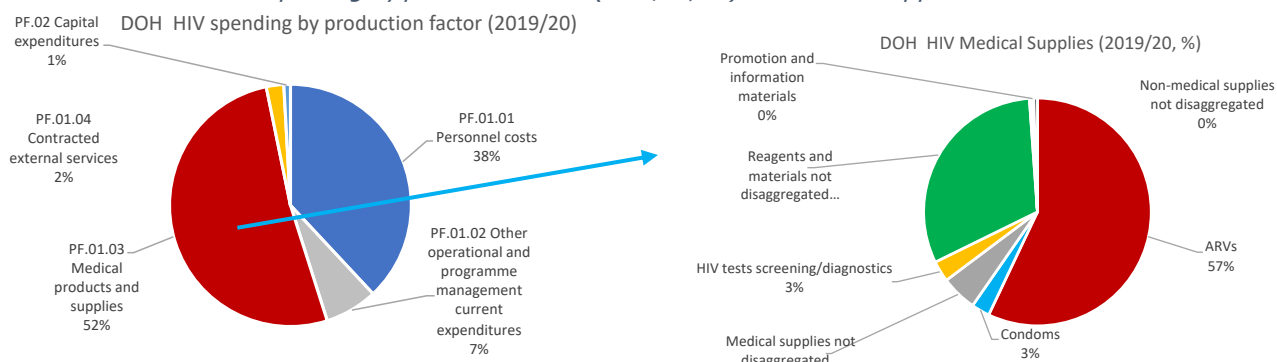 DOH HIV spending by production factor (2019/20)
PF.02 Capital
expenditures
1%
PF.01.04
Contracted
external services
2%
PF.01.03
Medical
products and
supplies
52%
PF.01.01
Personnel costs
38%
PF.01.02 Other
operational and
programme
management
current
expenditures
7%
DOH HIV Medical Supplies (2019/20, %)
Promotion and
information
materials
0%
Non-medical supplies
not disaggregated
0%
Reagents and
materials not
disaggregated…
HIV tests screening/diagnostics
3%
Medical supplies not
disaggregated
Condoms
3%
ARVs
57%